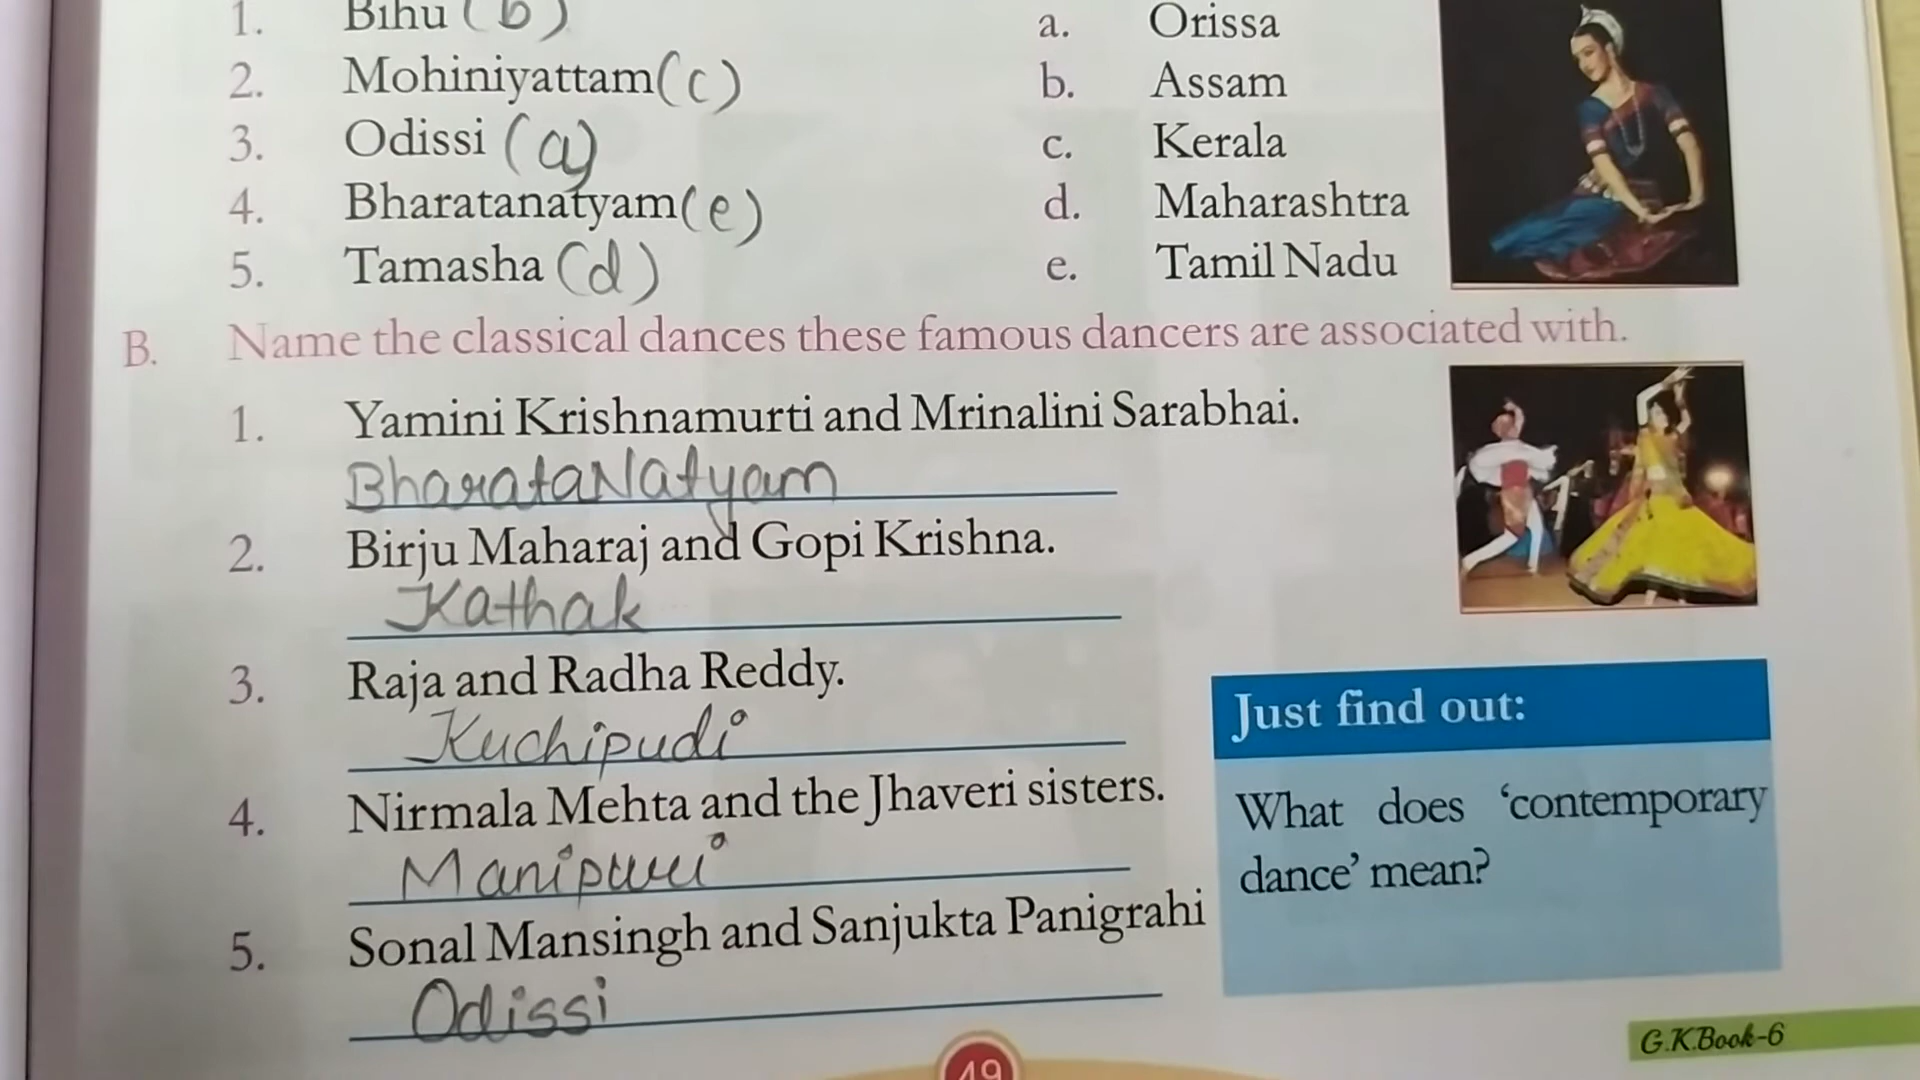 1. Bihu (b) a. Orissa
2. Mohiniyattam (c) b. Assam
3. Odissi (a) c. Kerala
4. Bharatanatyam (e) d. Maharashtra
5. Tamasha (d) e. Tamil Nadu
B. Name the classical dances these famous dancers are associated with.
1. Yamini Krishnamurti and Mrinalini Sarabhai.
BharataNatyam
2. Birju Maharaj and Gopi Krishna.
Kathak
3. Raja and Radha Reddy.
Kuchipudi
4. Nirmala Mehta and the Jhaveri sisters.
Manipuri
5. Sonal Mansingh and Sanjukta Panigrahi
Odissi
Just find out:
What does ‘contemporary
dance’ mean?
G.K.Book-6
49